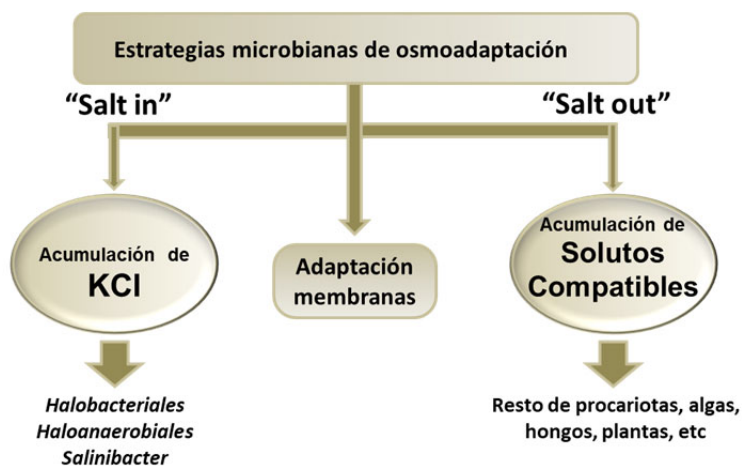 Estrategias microbianas de osmoadaptación
“Salt in”
“Salt out”
Acumulación de
KCl
Adaptación
membranas
Acumulación de
Solutos
Compatibles
Halobacteriales
Haloanaerobiales
Salinibacter
Resto de procariotas, algas,
hongos, plantas, etc